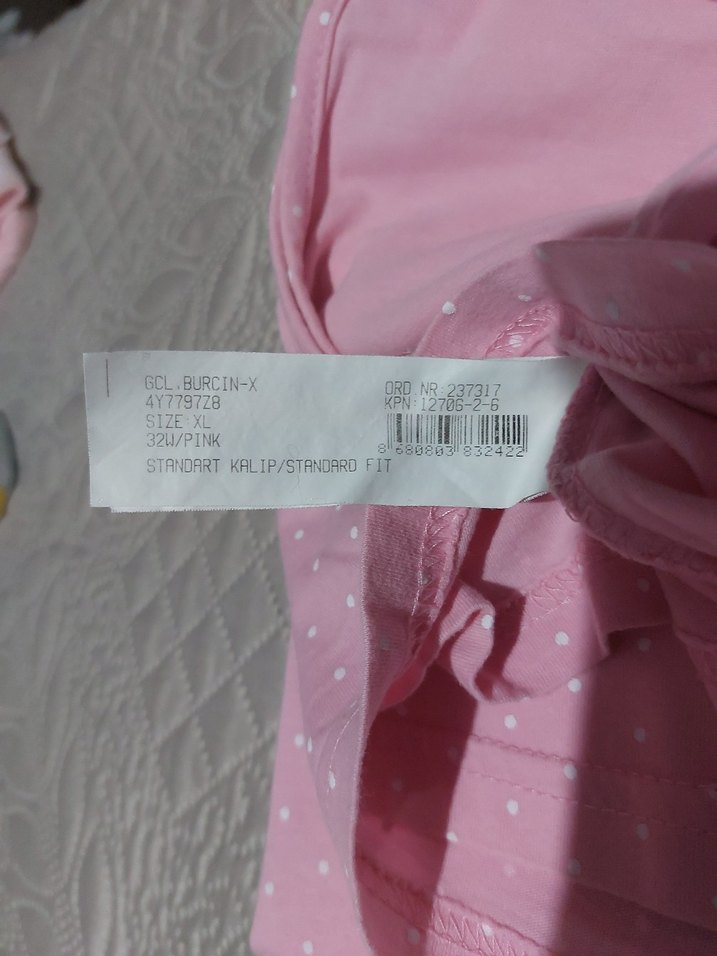 GCL.BURCIN-X
4Y7797Z8
SIZE:XL
32W/PINK
STANDART KALIP/STANDARD FIT
ORD.NR:237317
KPN:12706-2-6
8 680803 832422